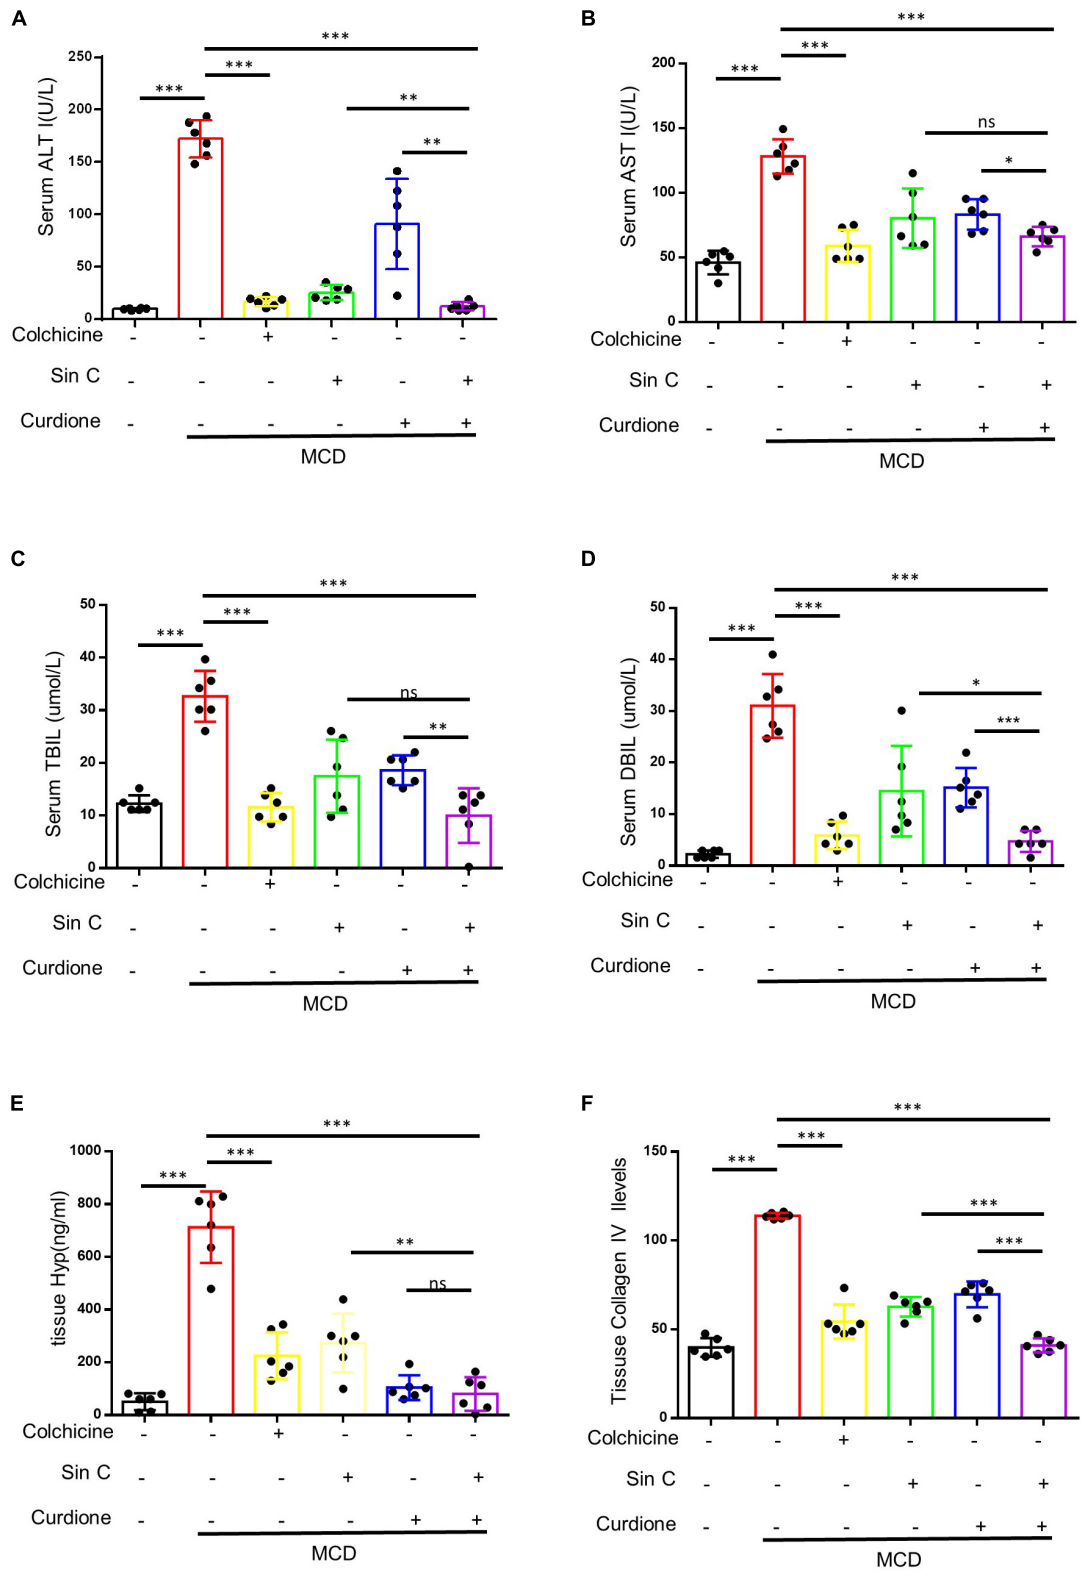 A
Serum ALT I(U/L)
250
200
150
100
50
0
***
***
***
**
**
Colchicine - - + - - -
Sin C - - - + - +
Curdione - - - - + +
MCD
B
Serum AST I(U/L)
200
150
100
50
0
***
***
***
ns
*
Colchicine - - + - - -
Sin C - - - + - +
Curdione - - - - + +
MCD
C
Serum TBIL (umol/L)
50
40
30
20
10
0
***
***
***
ns
**
Colchicine - - + - - -
Sin C - - - + - +
Curdione - - - - + +
MCD
D
Serum DBIL (umol/L)
50
40
30
20
10
0
***
***
***
*
***
Colchicine - - + - - -
Sin C - - - + - +
Curdione - - - - + +
MCD
E
tissue Hyp(ng/ml)
1000
800
600
400
200
0
***
***
***
**
ns
Colchicine - - + - - -
Sin C - - - + - +
Curdione - - - - + +
MCD
F
Tissuse Collagen IV llevels
150
100
50
0
***
***
***
***
***
Colchicine - - + - - -
Sin C - - - + - +
Curdione - - - - + +
MCD